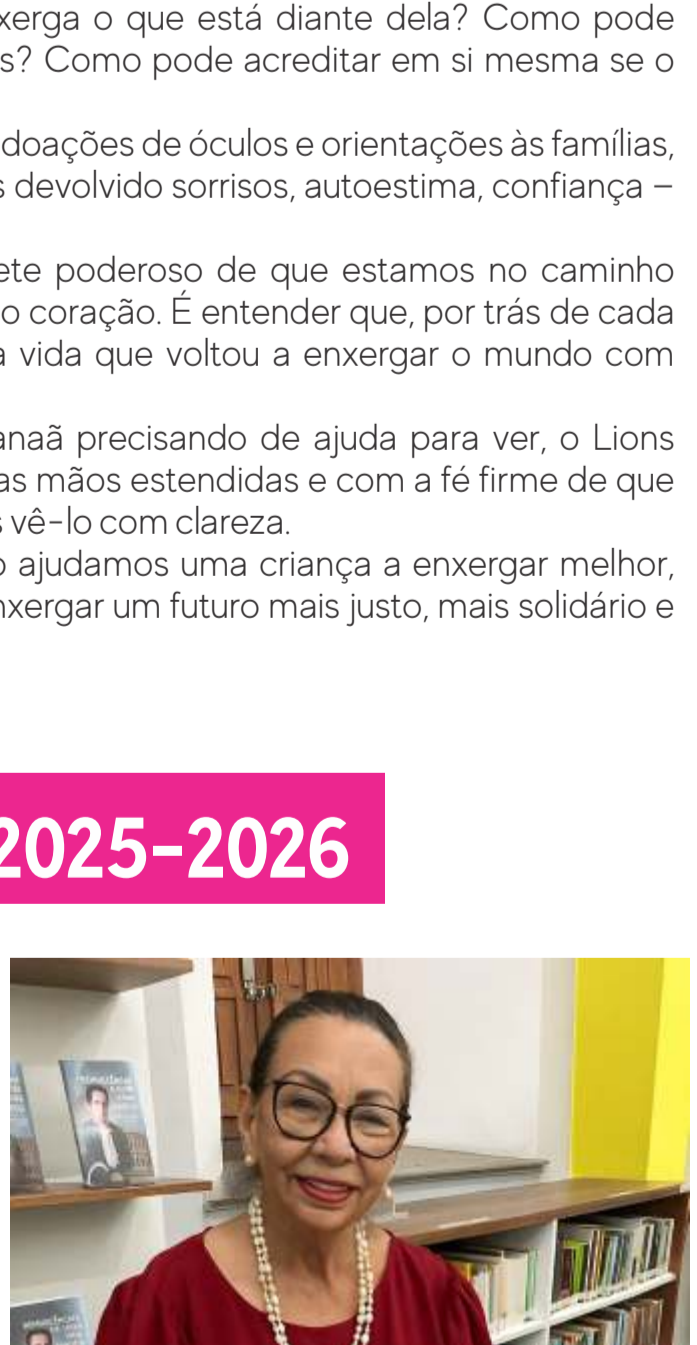 xerga o que está diante dela? Como pode
s? Como pode acreditar em si mesma se o
doações de óculos e orientações às famílias,
s devolvido sorrisos, autoestima, confiança –
ete poderoso de que estamos no caminho
o coração. É entender que, por trás de cada
a vida que voltou a enxergar o mundo com
anaã precisando de ajuda para ver, o Lions
as mãos estendidas e com a fé firme de que
s vê-lo com clareza.
o ajudamos uma criança a enxergar melhor,
nxergar um futuro mais justo, mais solidário e
2025-2026